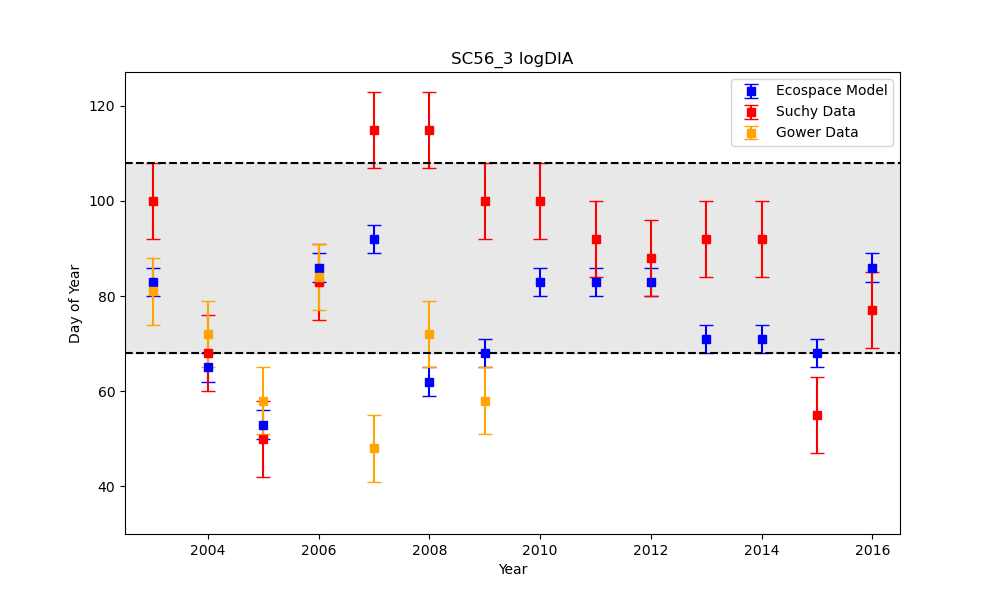 SC56_3 logDIA
Ecospace Model
Suchy Data
Gower Data
Day of Year
120
100
80
60
40
2004 2006 2008 2010 2012 2014 2016
Year